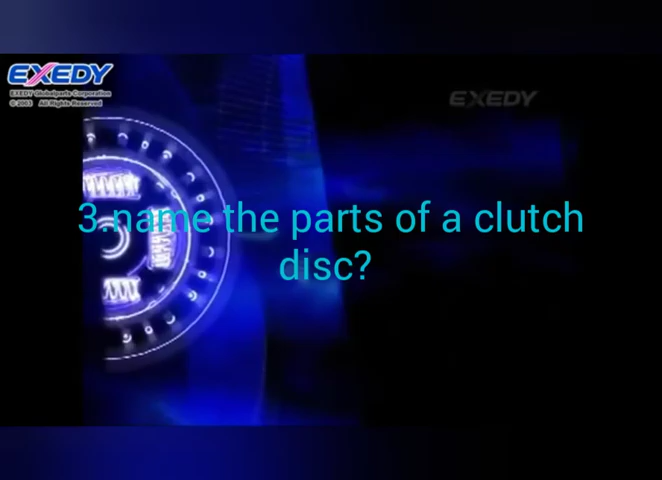 EXEDY
EXEDY Globalparts Corporation
© 2003 All Rights Reserved
EXEDY
3.name the parts of a clutch
disc?